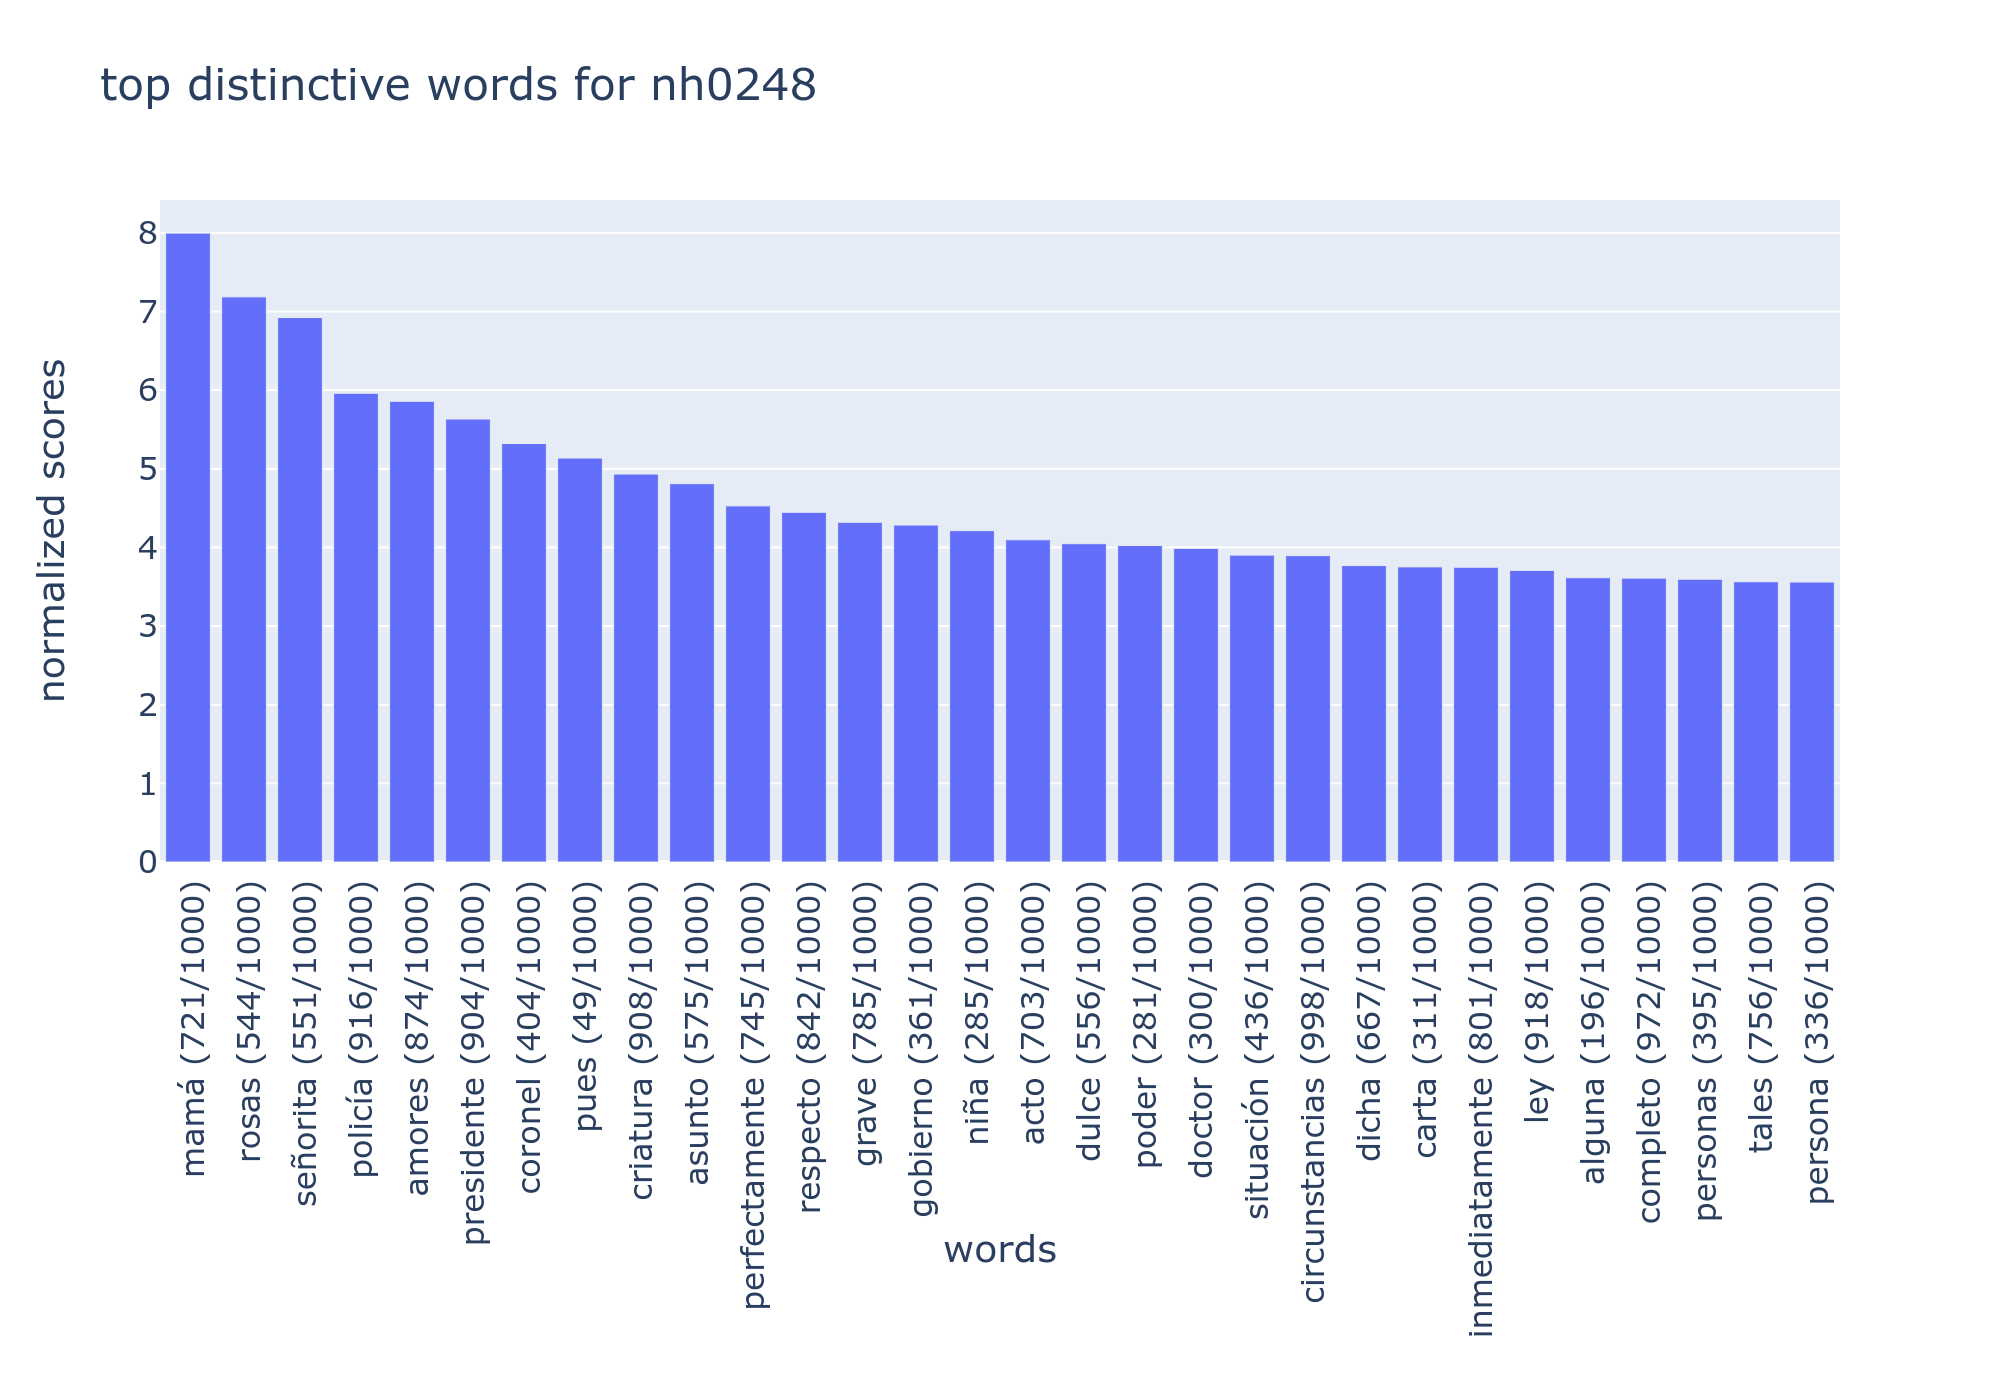 top distinctive words for nh0248
normalized scores
8
7
6
5
4
3
2
1
0
mamá (721/1000)
rosas (544/1000)
señorita (551/1000)
policía (916/1000)
amores (874/1000)
presidente (904/1000)
coronel (404/1000)
pues (49/1000)
criatura (908/1000)
asunto (575/1000)
perfectamente (745/1000)
respecto (842/1000)
grave (785/1000)
gobierno (361/1000)
niña (285/1000)
acto (703/1000)
dulce (556/1000)
poder (281/1000)
doctor (300/1000)
situación (436/1000)
circunstancias (998/1000)
dicha (667/1000)
carta (311/1000)
inmediatamente (801/1000)
ley (918/1000)
alguna (196/1000)
completo (972/1000)
personas (395/1000)
tales (756/1000)
persona (336/1000)
words